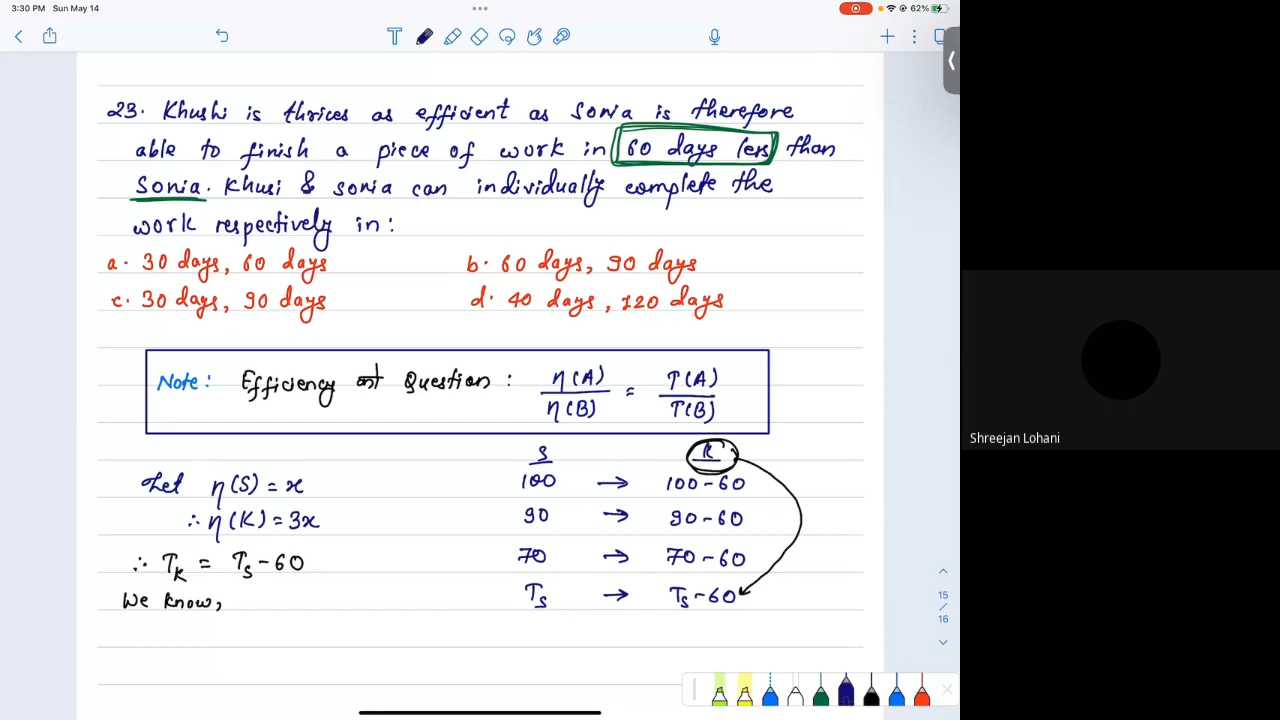 3:30 PM Sun May 14
62%
23. Khushi is thrices as efficient as Sonia is therefore
able to finish a piece of work in 60 days less than
Sonia. Khusi & sonia can individually complete the
work respectively in:
a. 30 days, 60 days
b. 60 days, 90 days
c. 30 days, 90 days
d. 40 days, 120 days
Note: Efficiency Question: η(A)/η(B) = T(A)/T(B)
S K
Let η(S) = x
100 → 100-60
∴ η(K) = 3x
90 → 90-60
∴ T_K = T_S - 60
70 → 70-60
We know,
T_S → T_S-60
15
/
16
Shreejan Lohani